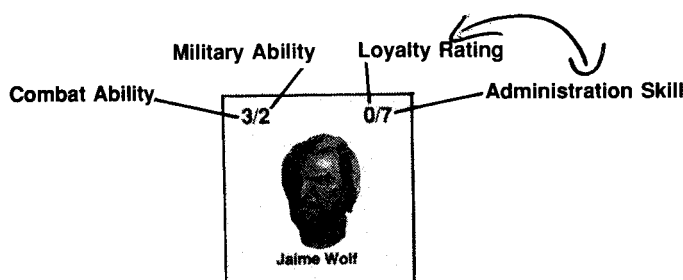 Military Ability Loyalty Rating
Combat Ability Administration Skill
3/2 0/7
Jaime Wolf